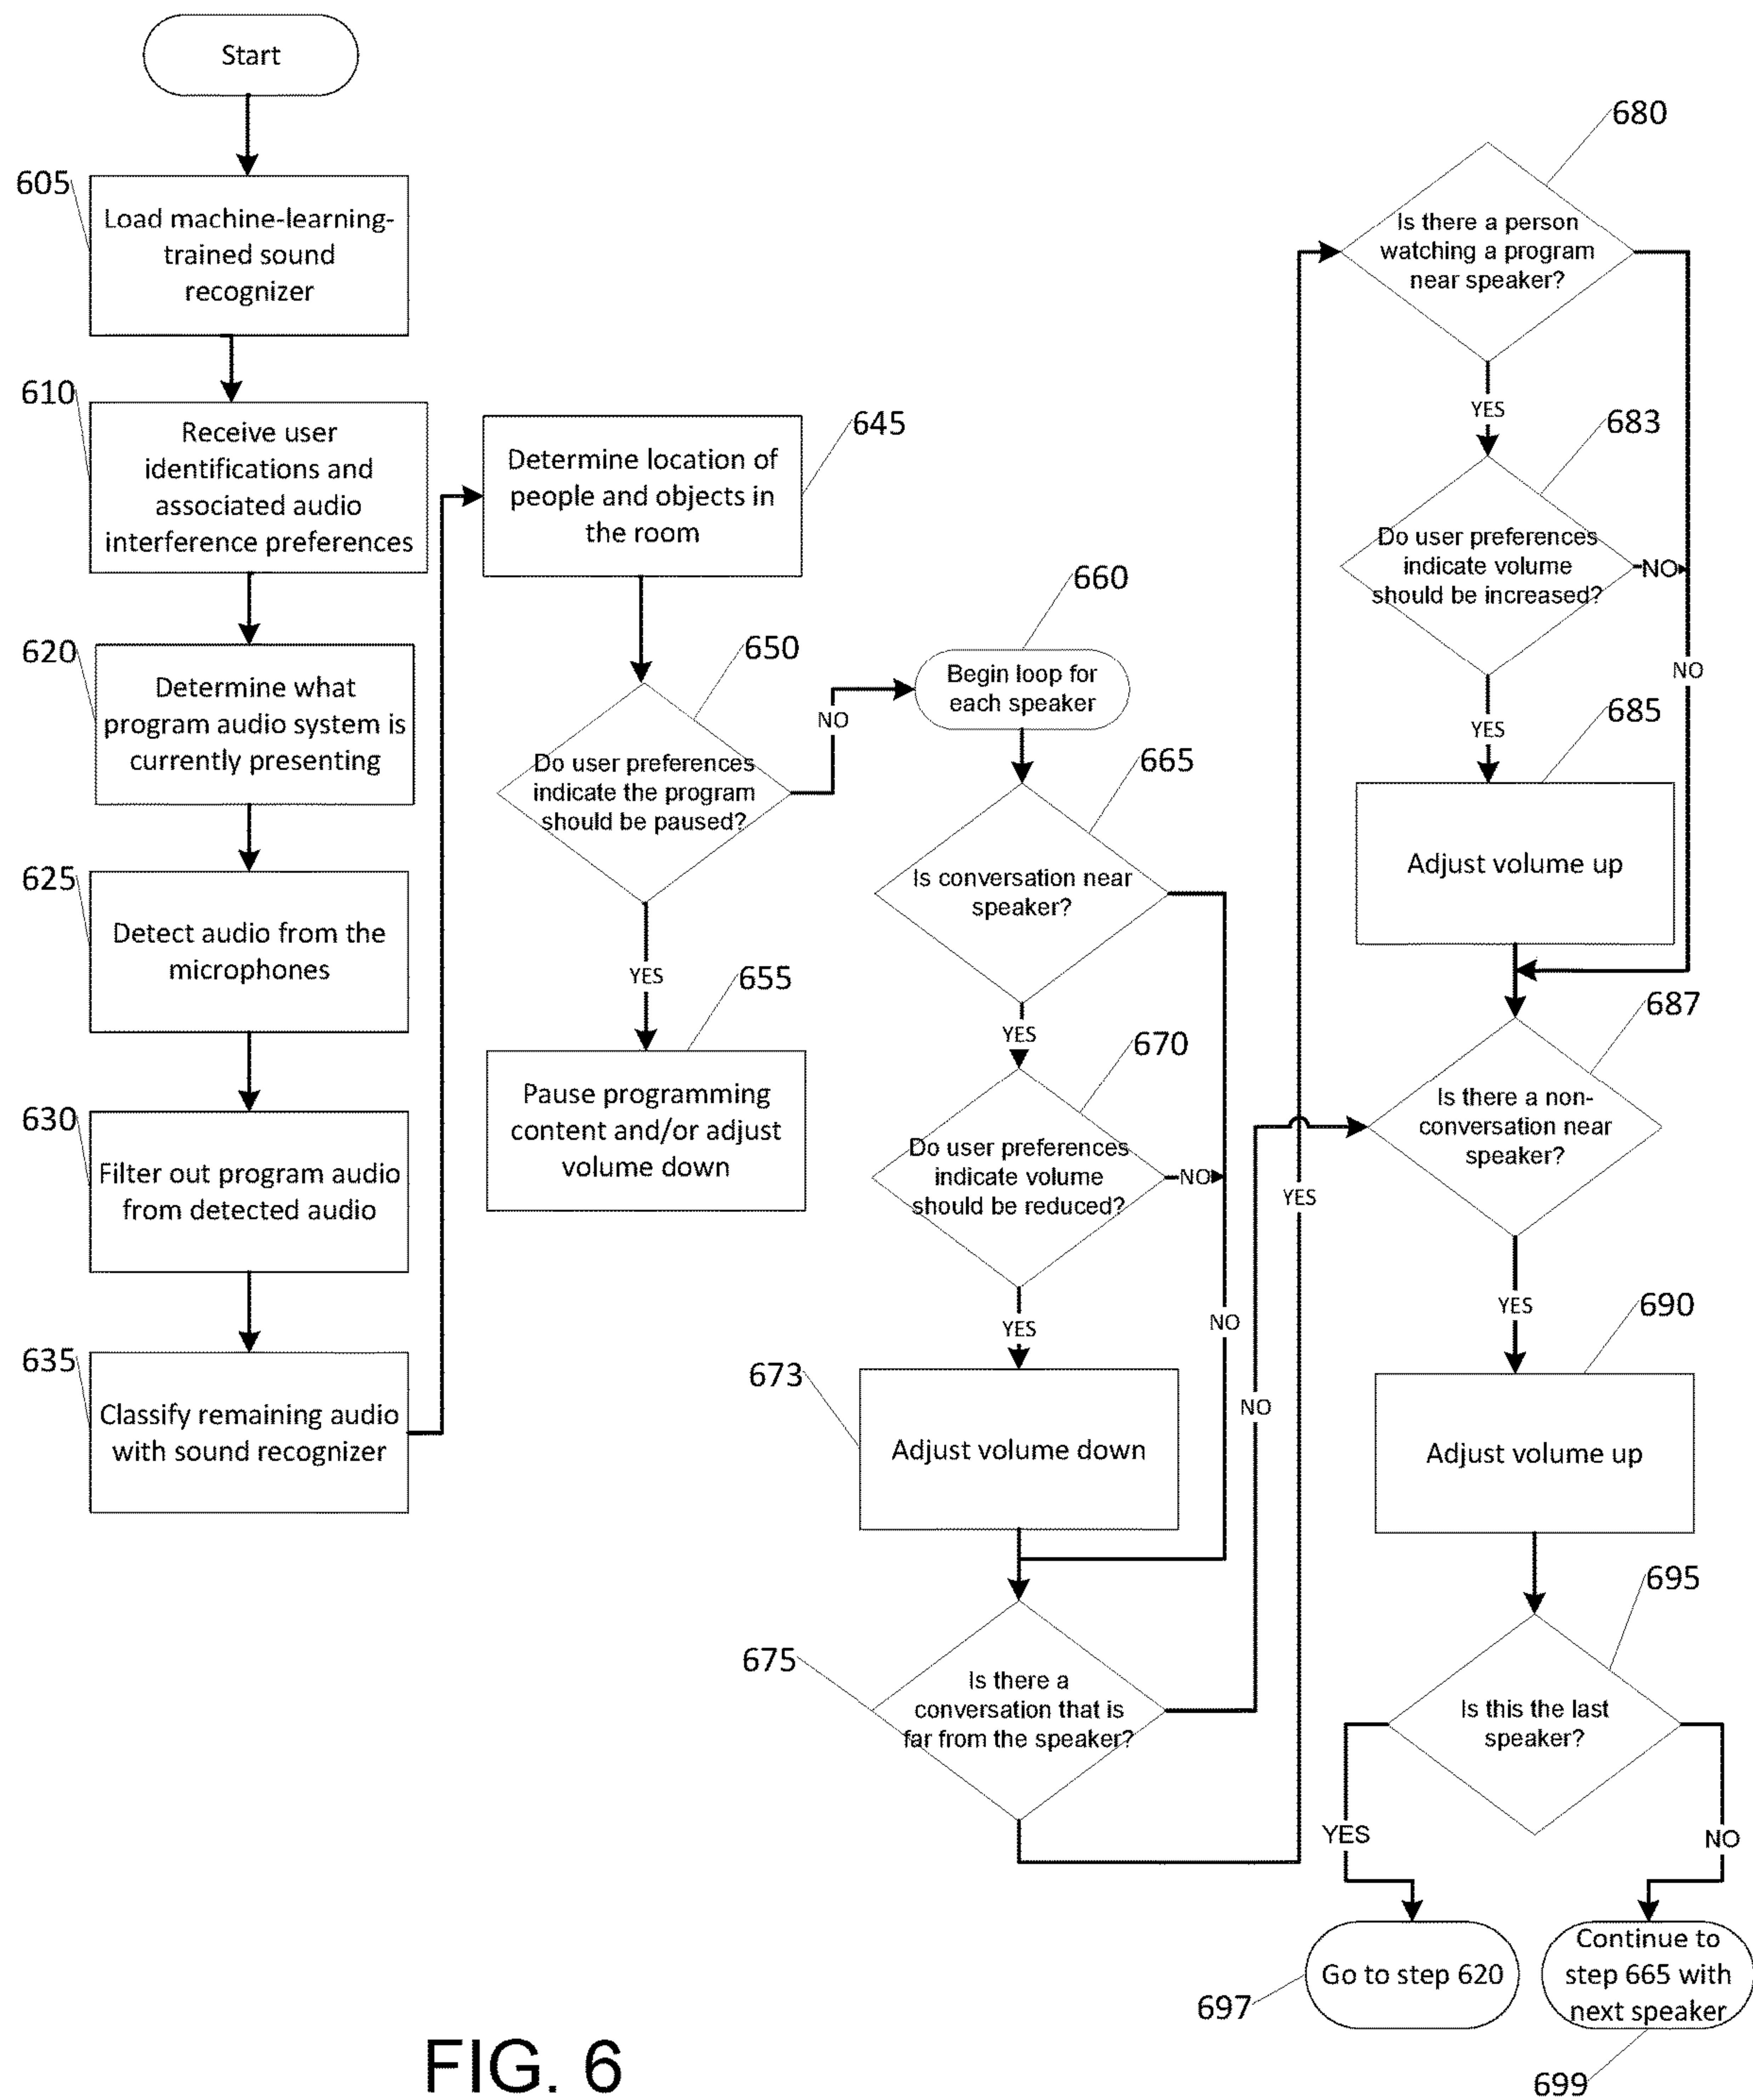 Start
605
Load machine-learning-
trained sound
recognizer
610
Receive user
identifications and
associated audio
interference preferences
620
Determine what
program audio system is
currently presenting
625
Detect audio from the
microphones
630
Filter out program audio
from detected audio
635
Classify remaining audio
with sound recognizer
645
Determine location of
people and objects in
the room
650
Do user preferences
indicate the program
should be paused?
NO
YES
655
Pause programming
content and/or adjust
volume down
660
Begin loop for
each speaker
665
Is conversation near
speaker?
YES
670
Do user preferences
indicate volume
should be reduced?
NO
NO
YES
673
Adjust volume down
675
Is there a
conversation that is
far from the speaker?
NO
YES
680
Is there a person
watching a program
near speaker?
YES
683
Do user preferences
indicate volume
should be increased?
NO
NO
YES
685
Adjust volume up
687
Is there a non-
conversation near
speaker?
YES
690
Adjust volume up
695
Is this the last
speaker?
YES
NO
Go to step 620
697
Continue to
step 665 with
next speaker
699
FIG. 6